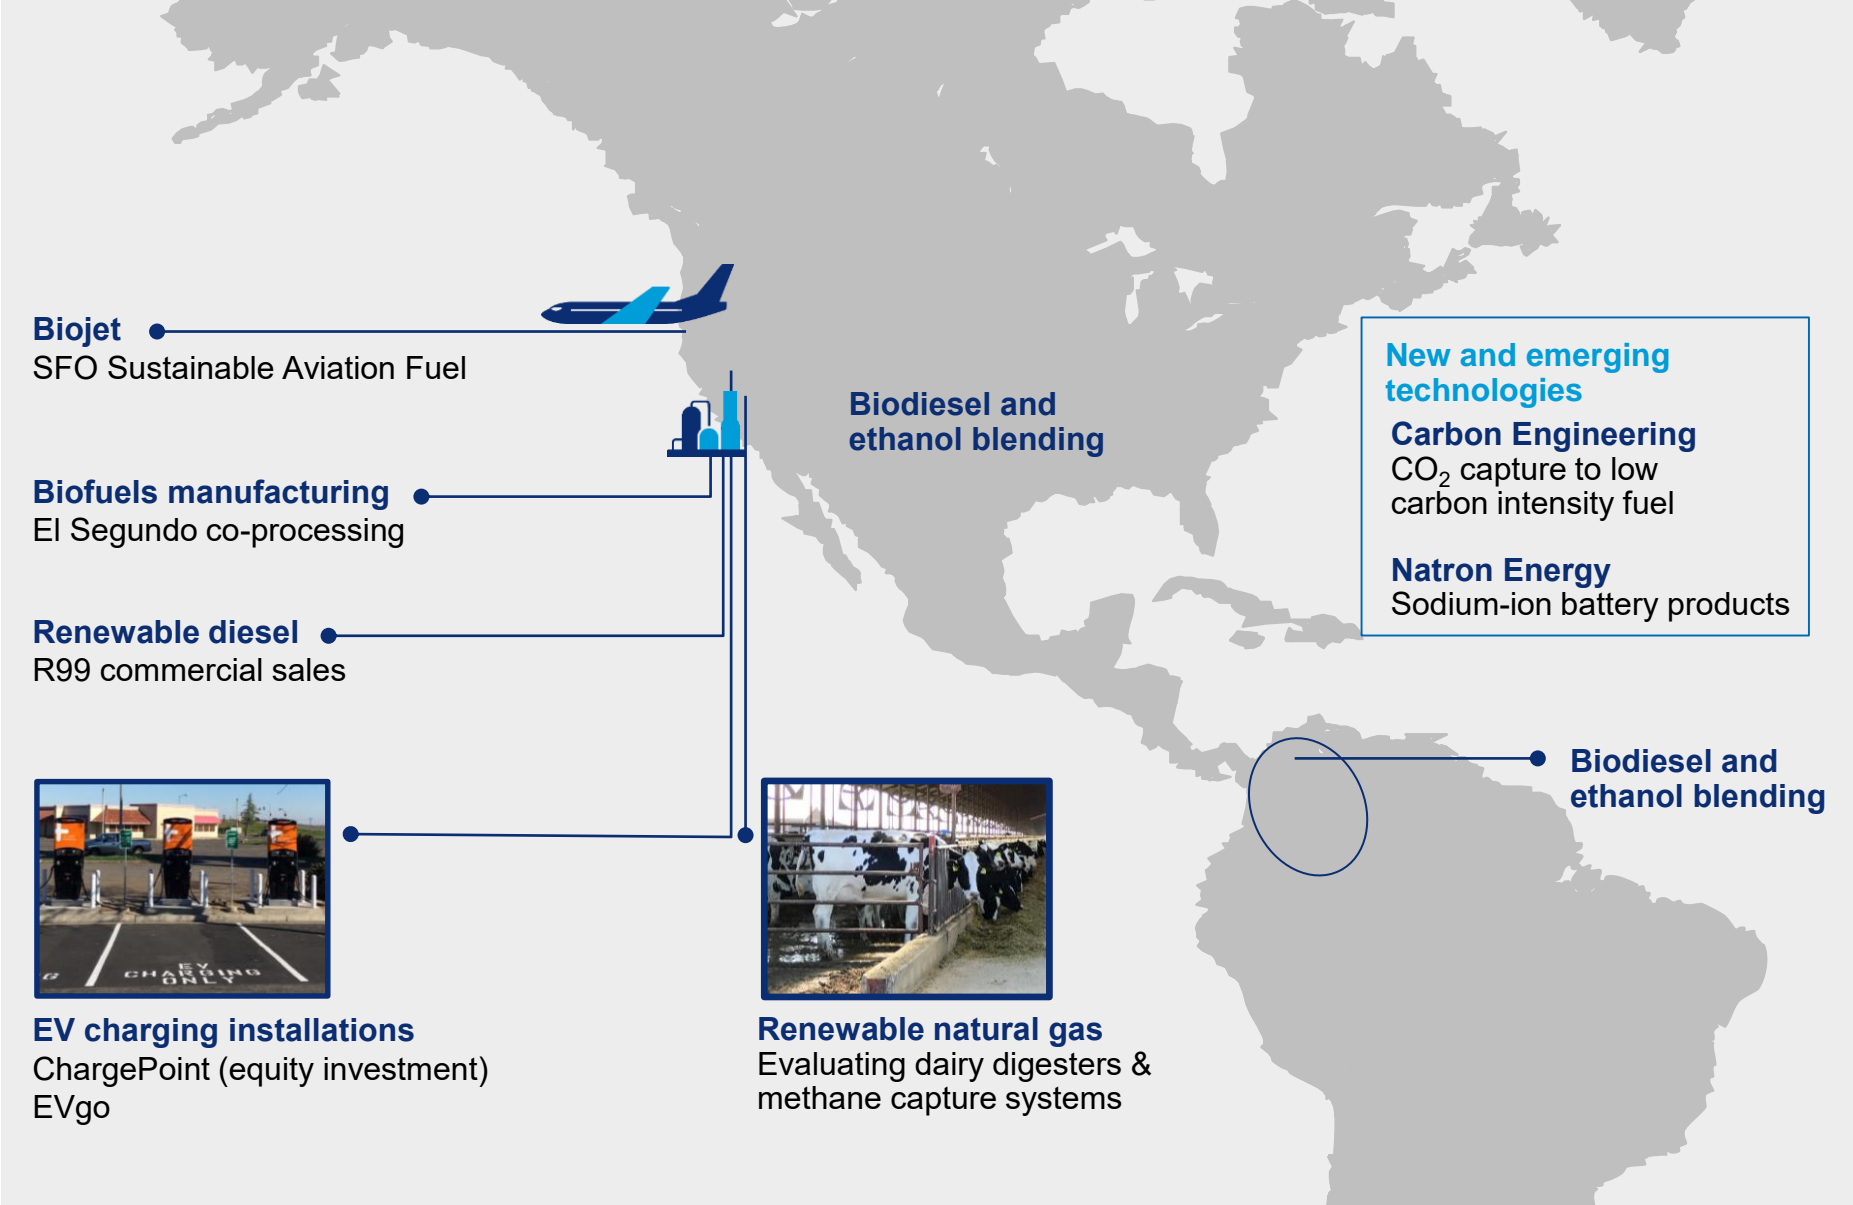 Biojet
SFO Sustainable Aviation Fuel
Biofuels manufacturing
El Segundo co-processing
Renewable diesel
R99 commercial sales
EV
CHARGING
ONLY
G
EV charging installations
ChargePoint (equity investment)
EVgo
Biodiesel and
ethanol blending
Renewable natural gas
Evaluating dairy digesters &
methane capture systems
New and emerging
technologies
Carbon Engineering
CO₂ capture to low
carbon intensity fuel
Natron Energy
Sodium-ion battery products
Biodiesel and
ethanol blending